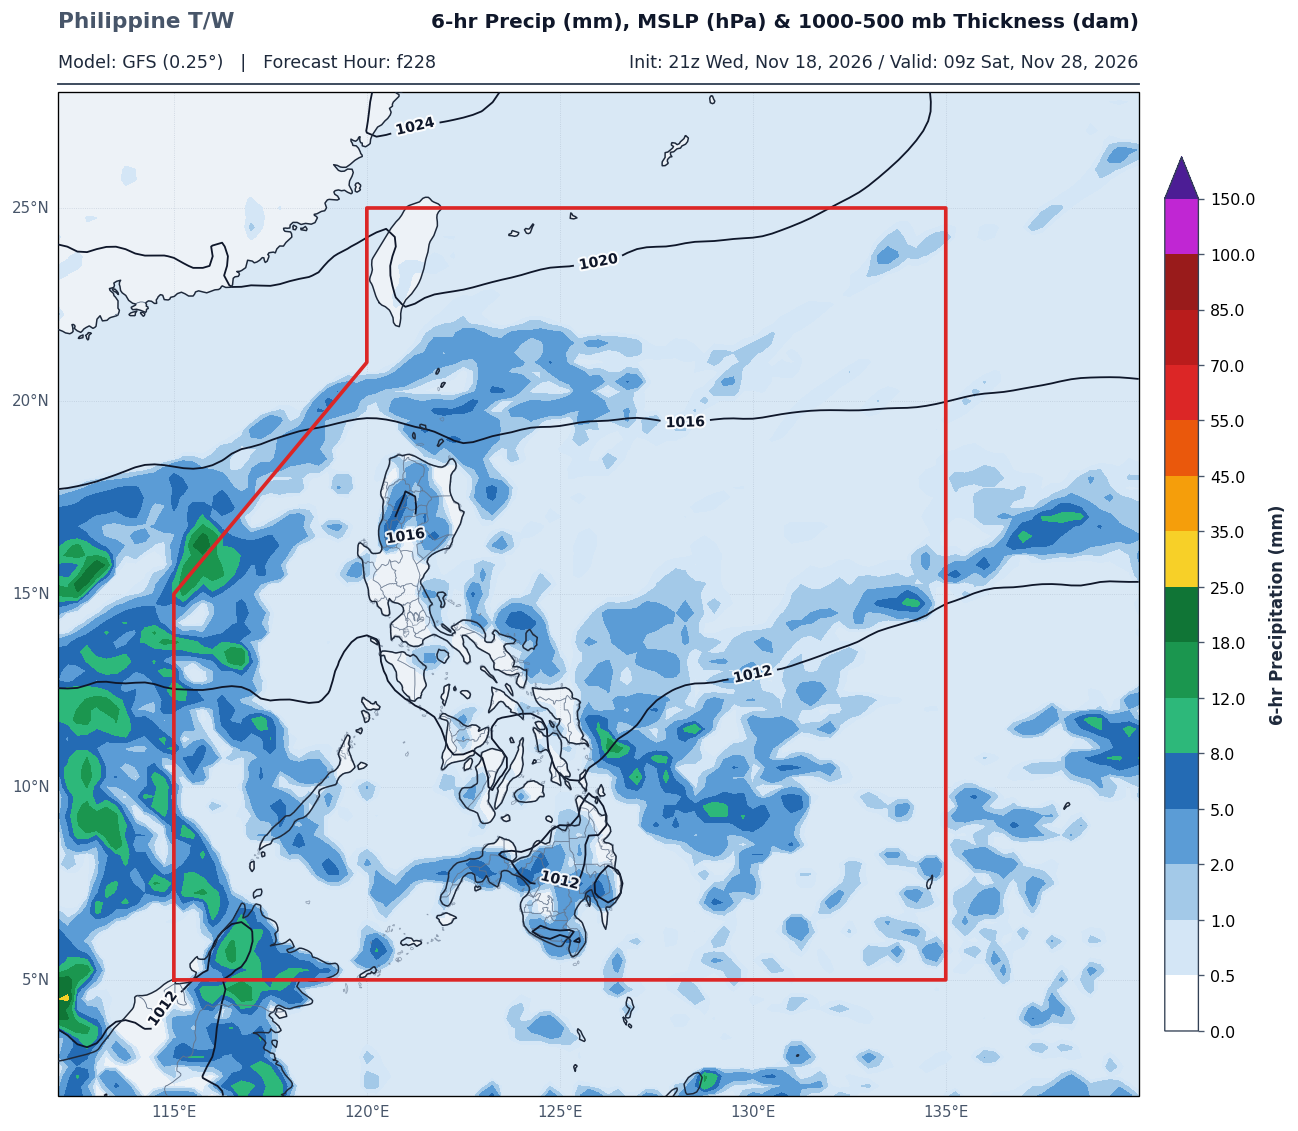 Philippine T/W
6-hr Precip (mm), MSLP (hPa) & 1000-500 mb Thickness (dam)
Model: GFS (0.25°) | Forecast Hour: f228
Init: 21z Wed, Nov 18, 2026 / Valid: 09z Sat, Nov 28, 2026
1024
1020
1016
1016
1012
1012
1012
25°N
20°N
15°N
10°N
5°N
115°E
120°E
125°E
130°E
135°E
150.0
100.0
85.0
70.0
55.0
45.0
35.0
25.0
18.0
12.0
8.0
5.0
2.0
1.0
0.5
0.0
6-hr Precipitation (mm)